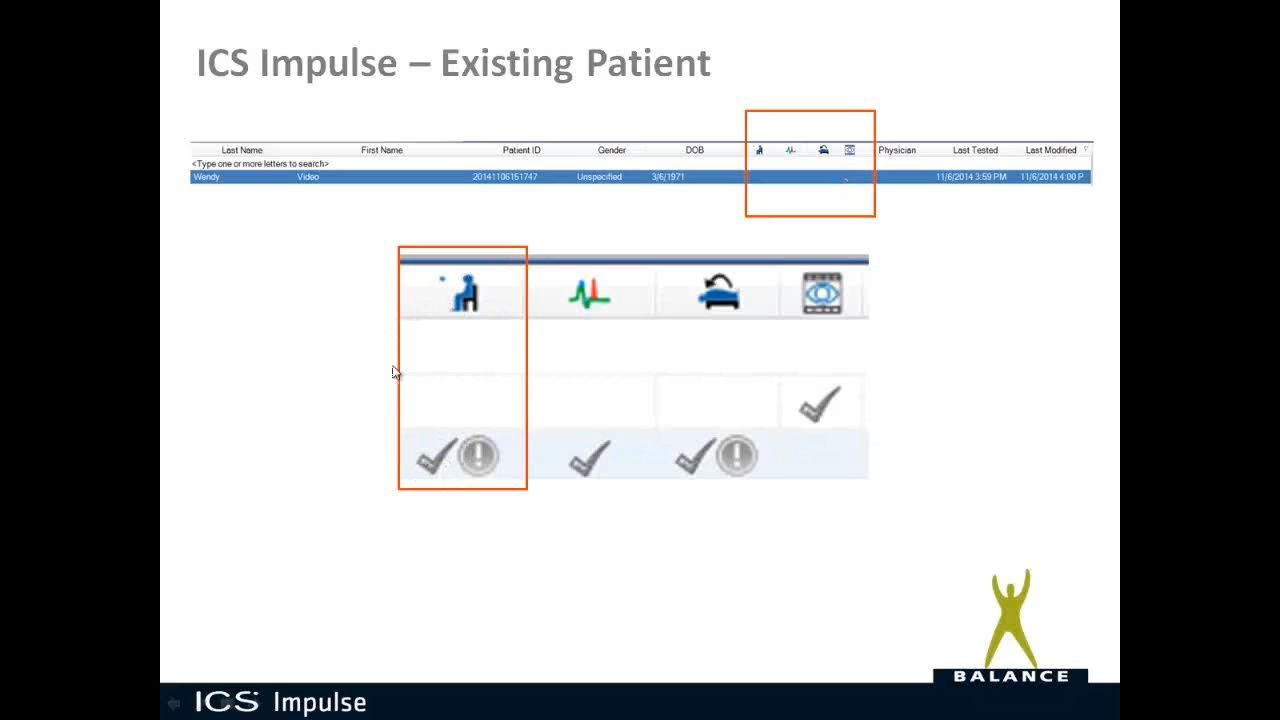 ICS Impulse – Existing Patient
Last Name First Name Patient ID Gender DOB Physician Last Tested Last Modified
<Type one or more letters to search>
Wendy Video 20141106151747 Unspecified 3/6/1971 11/6/2014 3:59 PM 11/6/2014 4:00 P
BALANCE
ICS Impulse